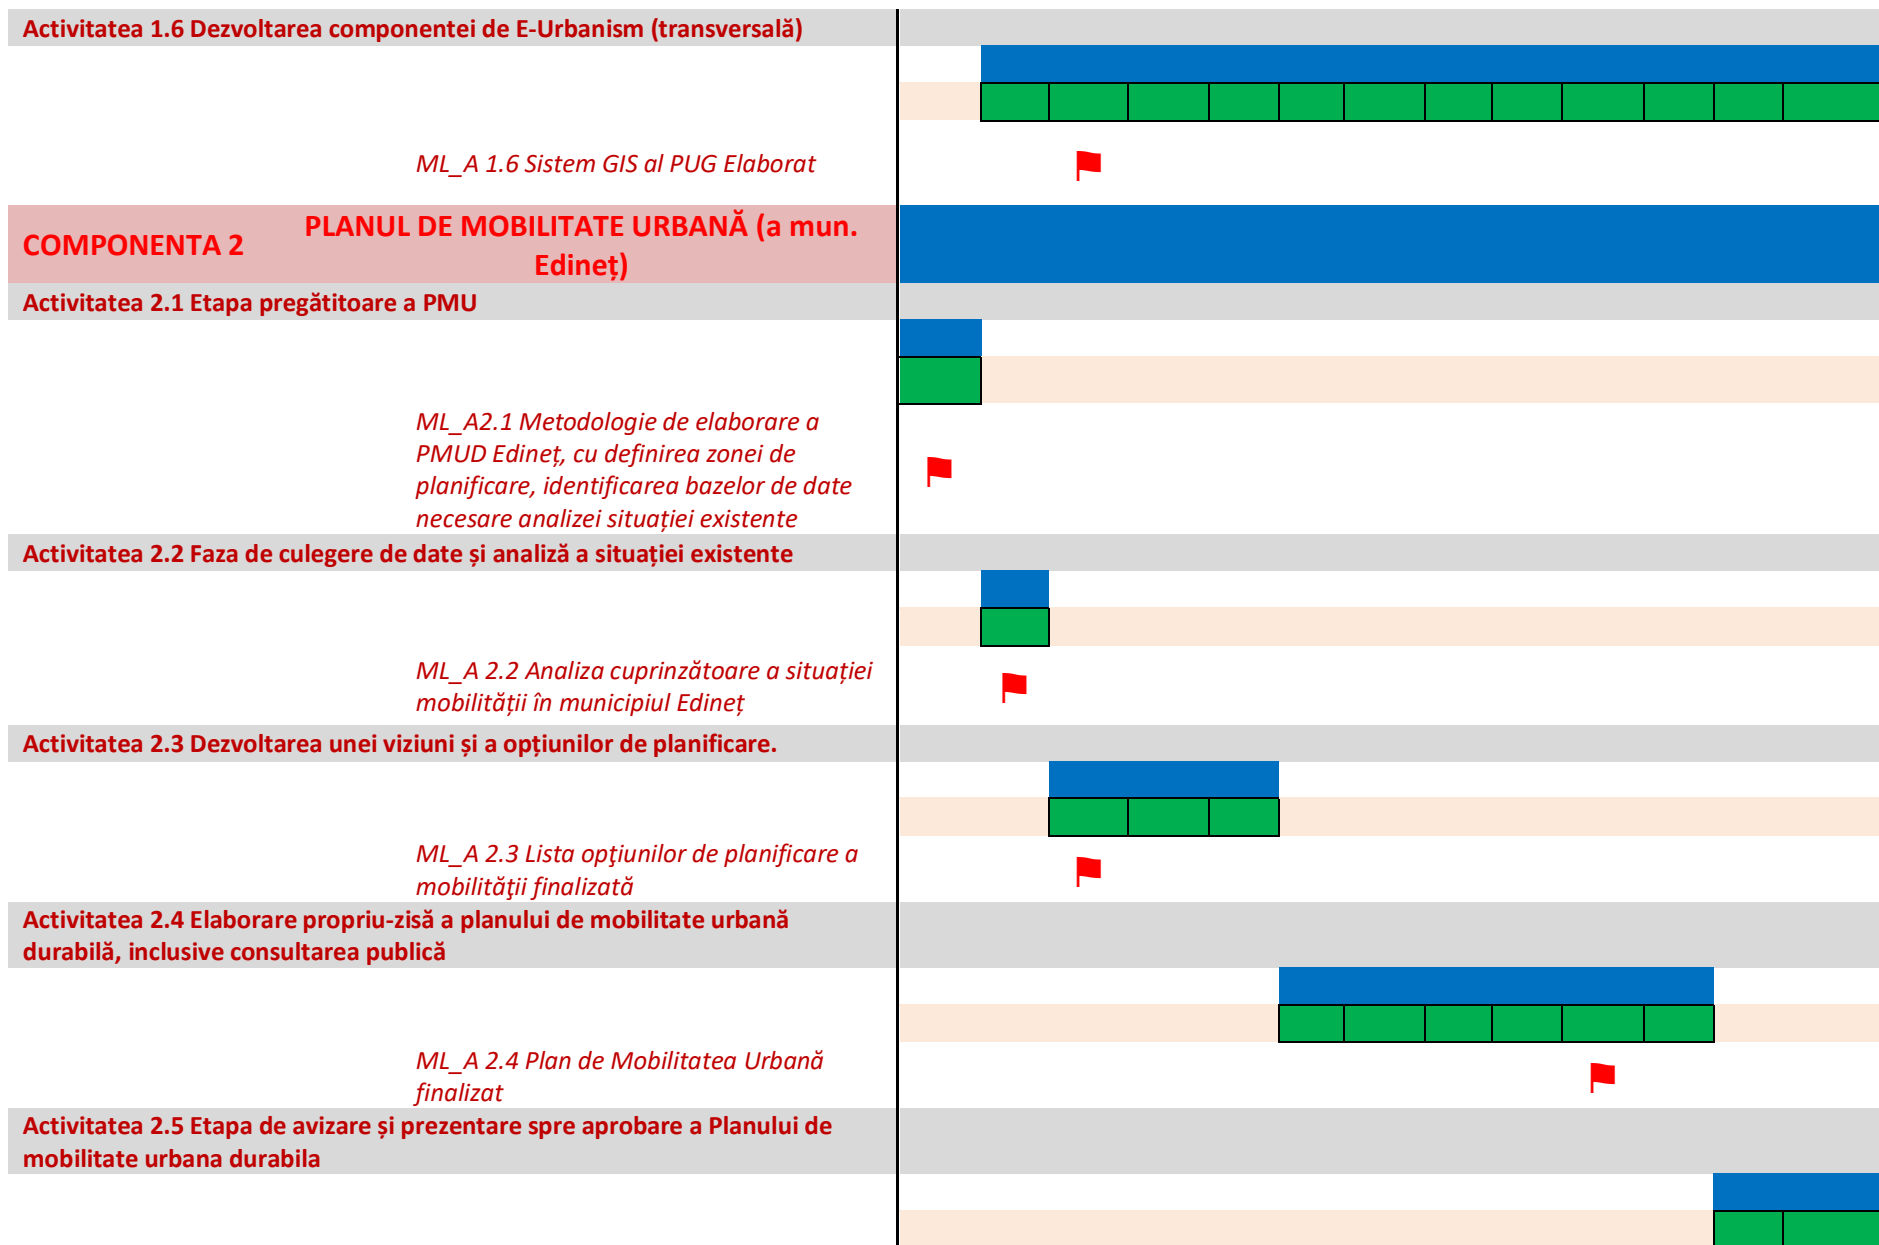 Activitatea 1.6 Dezvoltarea componentei de E-Urbanism (transversală)
ML_A 1.6 Sistem GIS al PUG Elaborat
COMPONENTA 2
PLANUL DE MOBILITATE URBANĂ (a mun.
Edineț)
Activitatea 2.1 Etapa pregătitoare a PMU
ML_A2.1 Metodologie de elaborare a
PMUD Edineț, cu definirea zonei de
planificare, identificarea bazelor de date
necesare analizei situației existente
Activitatea 2.2 Faza de culegere de date și analiză a situației existente
ML_A 2.2 Analiza cuprinzătoare a situației
mobilității în municipiul Edineț
Activitatea 2.3 Dezvoltarea unei viziuni și a opțiunilor de planificare.
ML_A 2.3 Lista opţiunilor de planificare a
mobilităţii finalizată
Activitatea 2.4 Elaborare propriu-zisă a planului de mobilitate urbană
durabilă, inclusive consultarea publică
ML_A 2.4 Plan de Mobilitatea Urbană
finalizat
Activitatea 2.5 Etapa de avizare și prezentare spre aprobare a Planului de
mobilitate urbana durabila